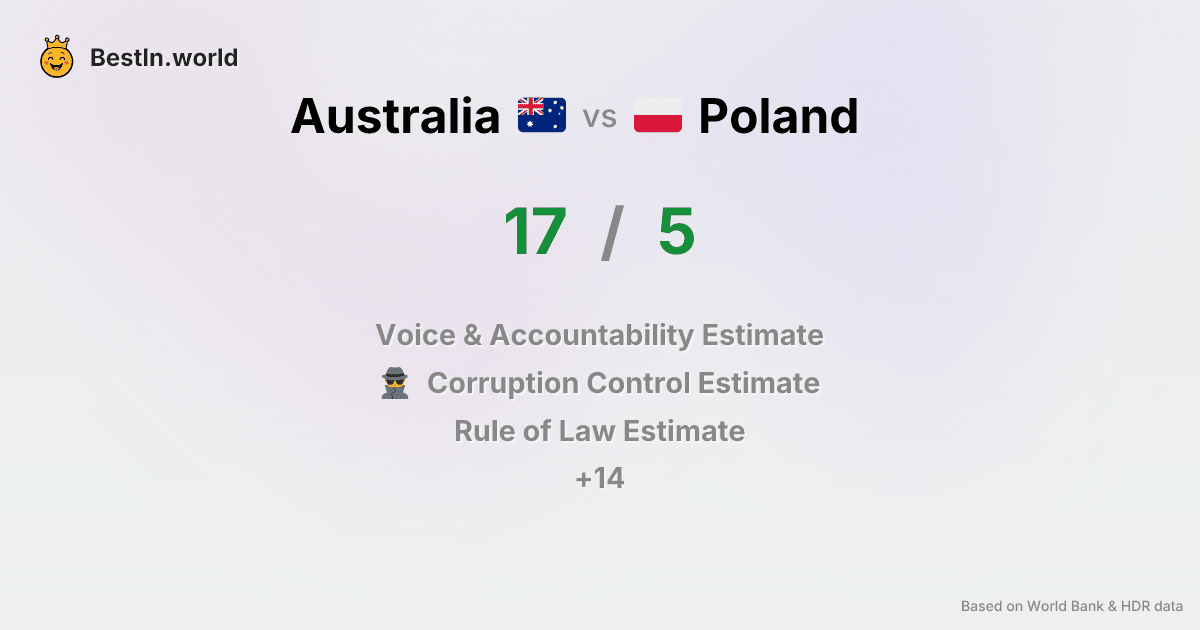 BestIn.world
Australia vs Poland
17 / 5
Voice & Accountability Estimate
Corruption Control Estimate
Rule of Law Estimate
+14
Based on World Bank & HDR data